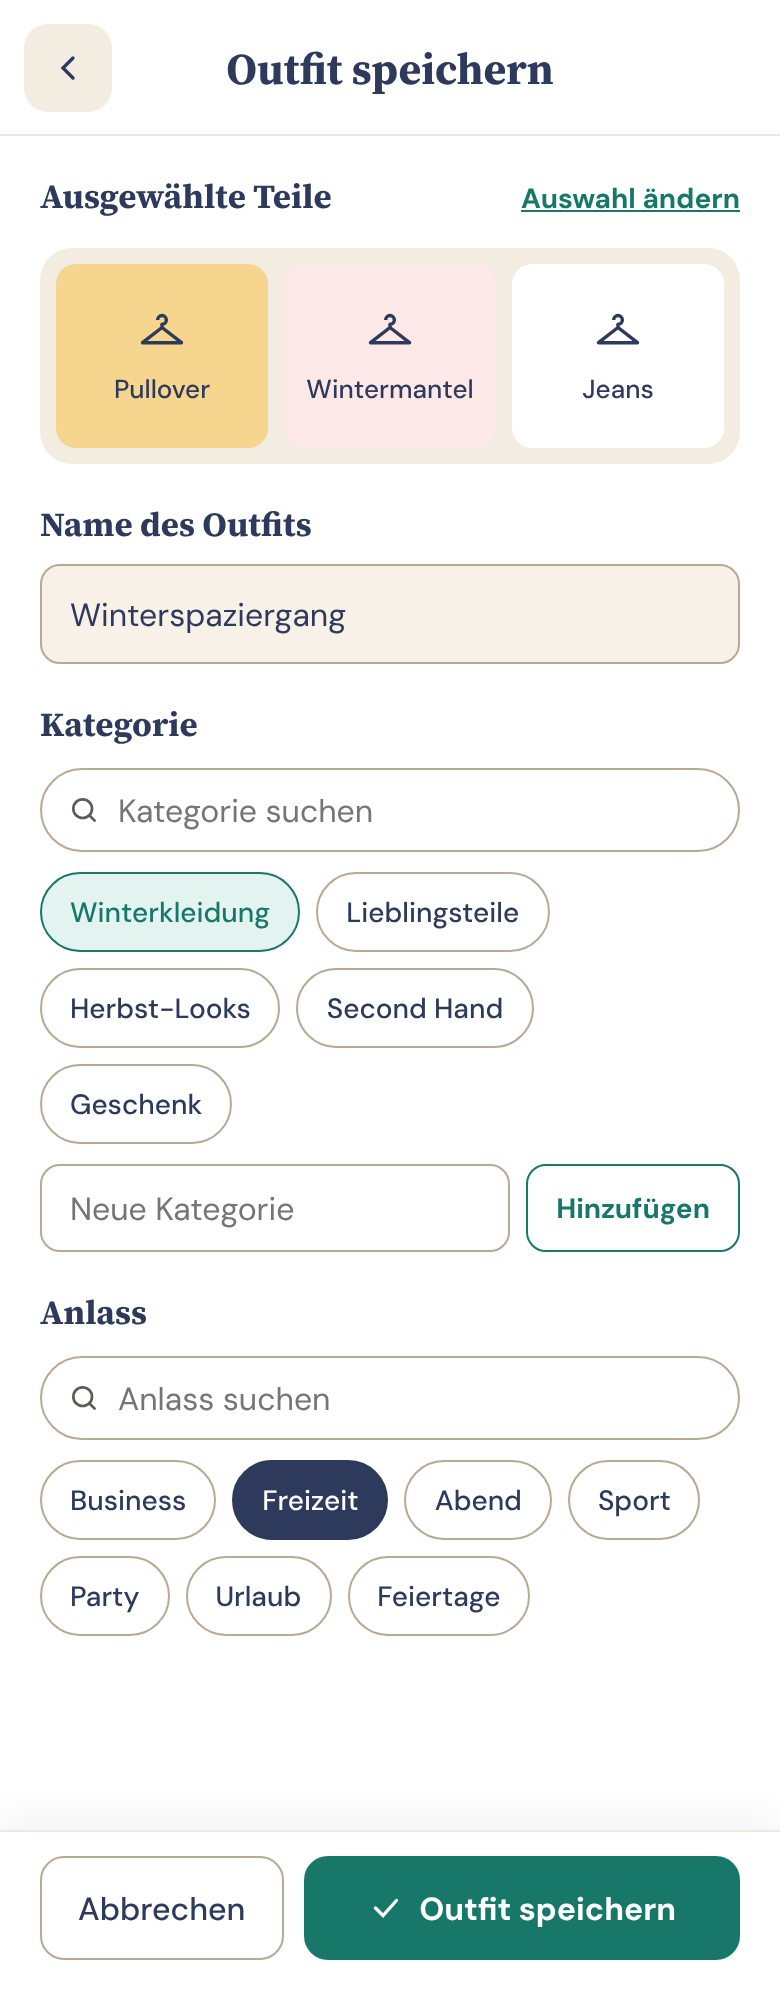 Outfit speichern
Ausgewählte Teile
Auswahl ändern
Pullover
Wintermantel
Jeans
Name des Outfits
Winterspaziergang
Kategorie
Kategorie suchen
Winterkleidung
Lieblingsteile
Herbst-Looks
Second Hand
Geschenk
Neue Kategorie
Hinzufügen
Anlass
Anlass suchen
Business
Freizeit
Abend
Sport
Party
Urlaub
Feiertage
Abbrechen
Outfit speichern